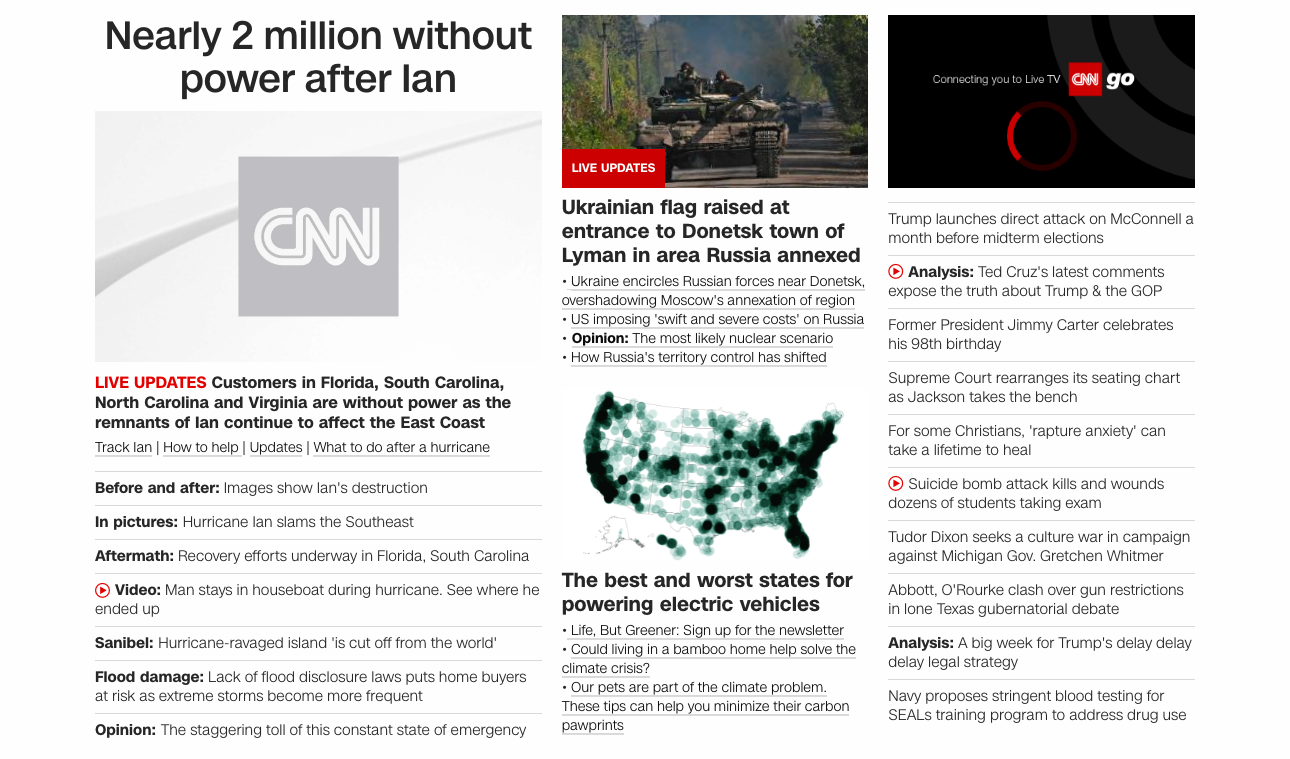 Nearly 2 million without
power after Ian
CNN
LIVE UPDATES Customers in Florida, South Carolina,
North Carolina and Virginia are without power as the
remnants of Ian continue to affect the East Coast
Track Ian | How to help | Updates | What to do after a hurricane
Before and after: Images show Ian's destruction
In pictures: Hurricane Ian slams the Southeast
Aftermath: Recovery efforts underway in Florida, South Carolina
Video: Man stays in houseboat during hurricane. See where he
ended up
Sanibel: Hurricane-ravaged island 'is cut off from the world'
Flood damage: Lack of flood disclosure laws puts home buyers
at risk as extreme storms become more frequent
Opinion: The staggering toll of this constant state of emergency
LIVE UPDATES
Ukrainian flag raised at
entrance to Donetsk town of
Lyman in area Russia annexed
• Ukraine encircles Russian forces near Donetsk,
overshadowing Moscow's annexation of region
• US imposing 'swift and severe costs' on Russia
• Opinion: The most likely nuclear scenario
• How Russia's territory control has shifted
The best and worst states for
powering electric vehicles
• Life, But Greener: Sign up for the newsletter
• Could living in a bamboo home help solve the
climate crisis?
• Our pets are part of the climate problem.
These tips can help you minimize their carbon
pawprints
Connecting you to Live TV CNN go
Trump launches direct attack on McConnell a
month before midterm elections
Analysis: Ted Cruz's latest comments
expose the truth about Trump & the GOP
Former President Jimmy Carter celebrates
his 98th birthday
Supreme Court rearranges its seating chart
as Jackson takes the bench
For some Christians, 'rapture anxiety' can
take a lifetime to heal
Suicide bomb attack kills and wounds
dozens of students taking exam
Tudor Dixon seeks a culture war in campaign
against Michigan Gov. Gretchen Whitmer
Abbott, O'Rourke clash over gun restrictions
in lone Texas gubernatorial debate
Analysis: A big week for Trump's delay delay
delay legal strategy
Navy proposes stringent blood testing for
SEALs training program to address drug use